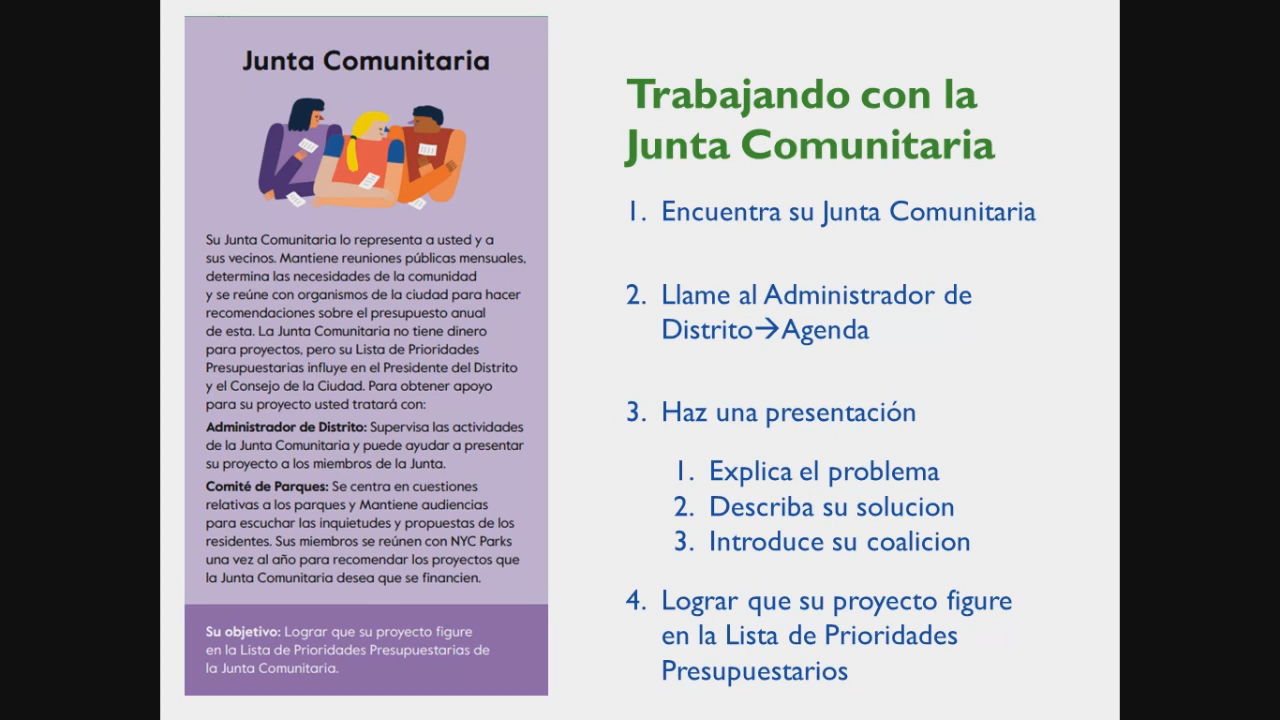 Junta Comunitaria
Su Junta Comunitaria lo representa a usted y a
sus vecinos. Mantiene reuniones públicas mensuales,
determina las necesidades de la comunidad
y se reúne con organismos de la ciudad para hacer
recomendaciones sobre el presupuesto anual
de esta. La Junta Comunitaria no tiene dinero
para proyectos, pero su Lista de Prioridades
Presupuestarias influye en el Presidente del Distrito
y el Consejo de la Ciudad. Para obtener apoyo
para su proyecto usted tratará con:
Administrador de Distrito: Supervisa las actividades
de la Junta Comunitaria y puede ayudar a presentar
su proyecto a los miembros de la Junta.
Comité de Parques: Se centra en cuestiones
relativas a los parques y Mantiene audiencias
para escuchar las inquietudes y propuestas de los
residentes. Sus miembros se reúnen con NYC Parks
una vez al año para recomendar los proyectos que
la Junta Comunitaria desea que se financien.
Su objetivo: Lograr que su proyecto figure
en la Lista de Prioridades Presupuestarias de
la Junta Comunitaria.
Trabajando con la
Junta Comunitaria
1. Encuentra su Junta Comunitaria
2. Llame al Administrador de
Distrito→Agenda
3. Haz una presentación
1. Explica el problema
2. Describa su solucion
3. Introduce su coalicion
4. Lograr que su proyecto figure
en la Lista de Prioridades
Presupuestarios